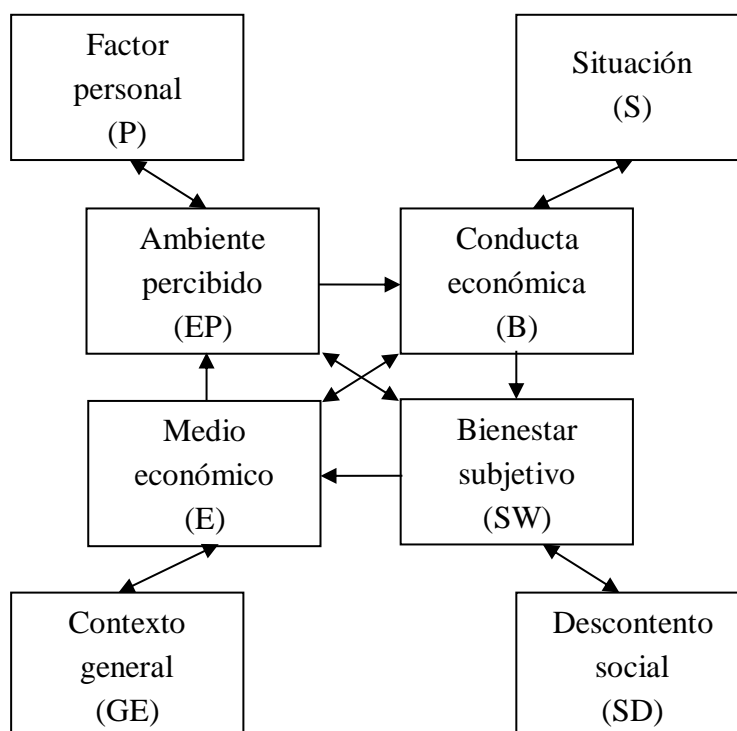 Factor
personal
(P)
Situación
(S)
Ambiente
percibido
(EP)
Conducta
económica
(B)
Medio
económico
(E)
Bienestar
subjetivo
(SW)
Contexto
general
(GE)
Descontento
social
(SD)